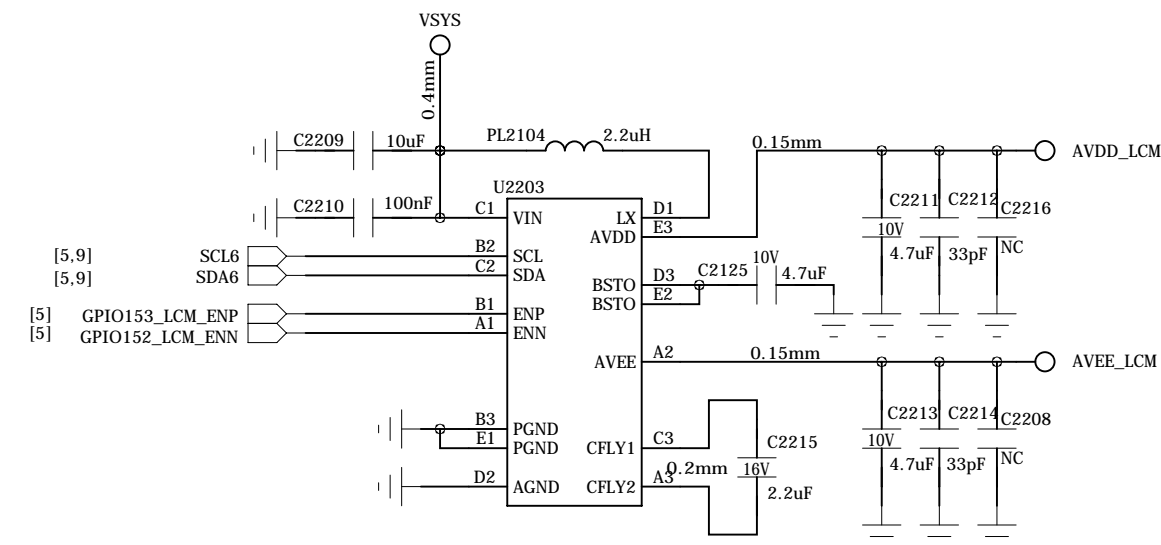 VSYS
0.4mm
C2209 10uF
PL2104 2.2uH
0.15mm
AVDD_LCM
U2203
C2210 100nF
C1 VIN
LX D1
AVDD E3
C2211 C2212 C2216
10V
4.7uF 33pF NC
[5,9] SCL6 B2 SCL
[5,9] SDA6 C2 SDA
BSTO D3 C2125 10V 4.7uF
BSTO E2
[5] GPIO153_LCM_ENP B1 ENP
[5] GPIO152_LCM_ENN A1 ENN
AVEE A2 0.15mm
AVEE_LCM
C2213 C2214 C2208
10V
4.7uF 33pF NC
B3 PGND
E1 PGND
CFLY1 C3
C2215
0.2mm 16V
2.2uF
D2 AGND
CFLY2 A3